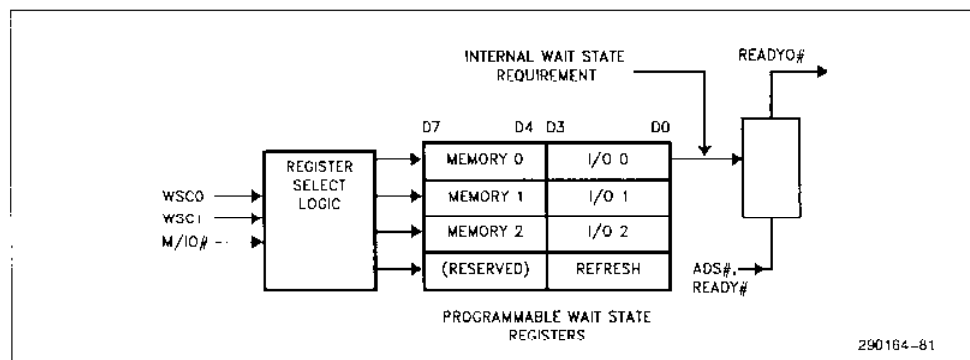 INTERNAL WAIT STATE
REQUIREMENT
READYO#
D7 D4 D3 D0
REGISTER
SELECT
LOGIC
WSC0
WSC1
M/IO#
MEMORY 0 I/O 0
MEMORY 1 I/O 1
MEMORY 2 I/O 2
(RESERVED) REFRESH
ADS#,
READY#
PROGRAMMABLE WAIT STATE
REGISTERS
290164-81